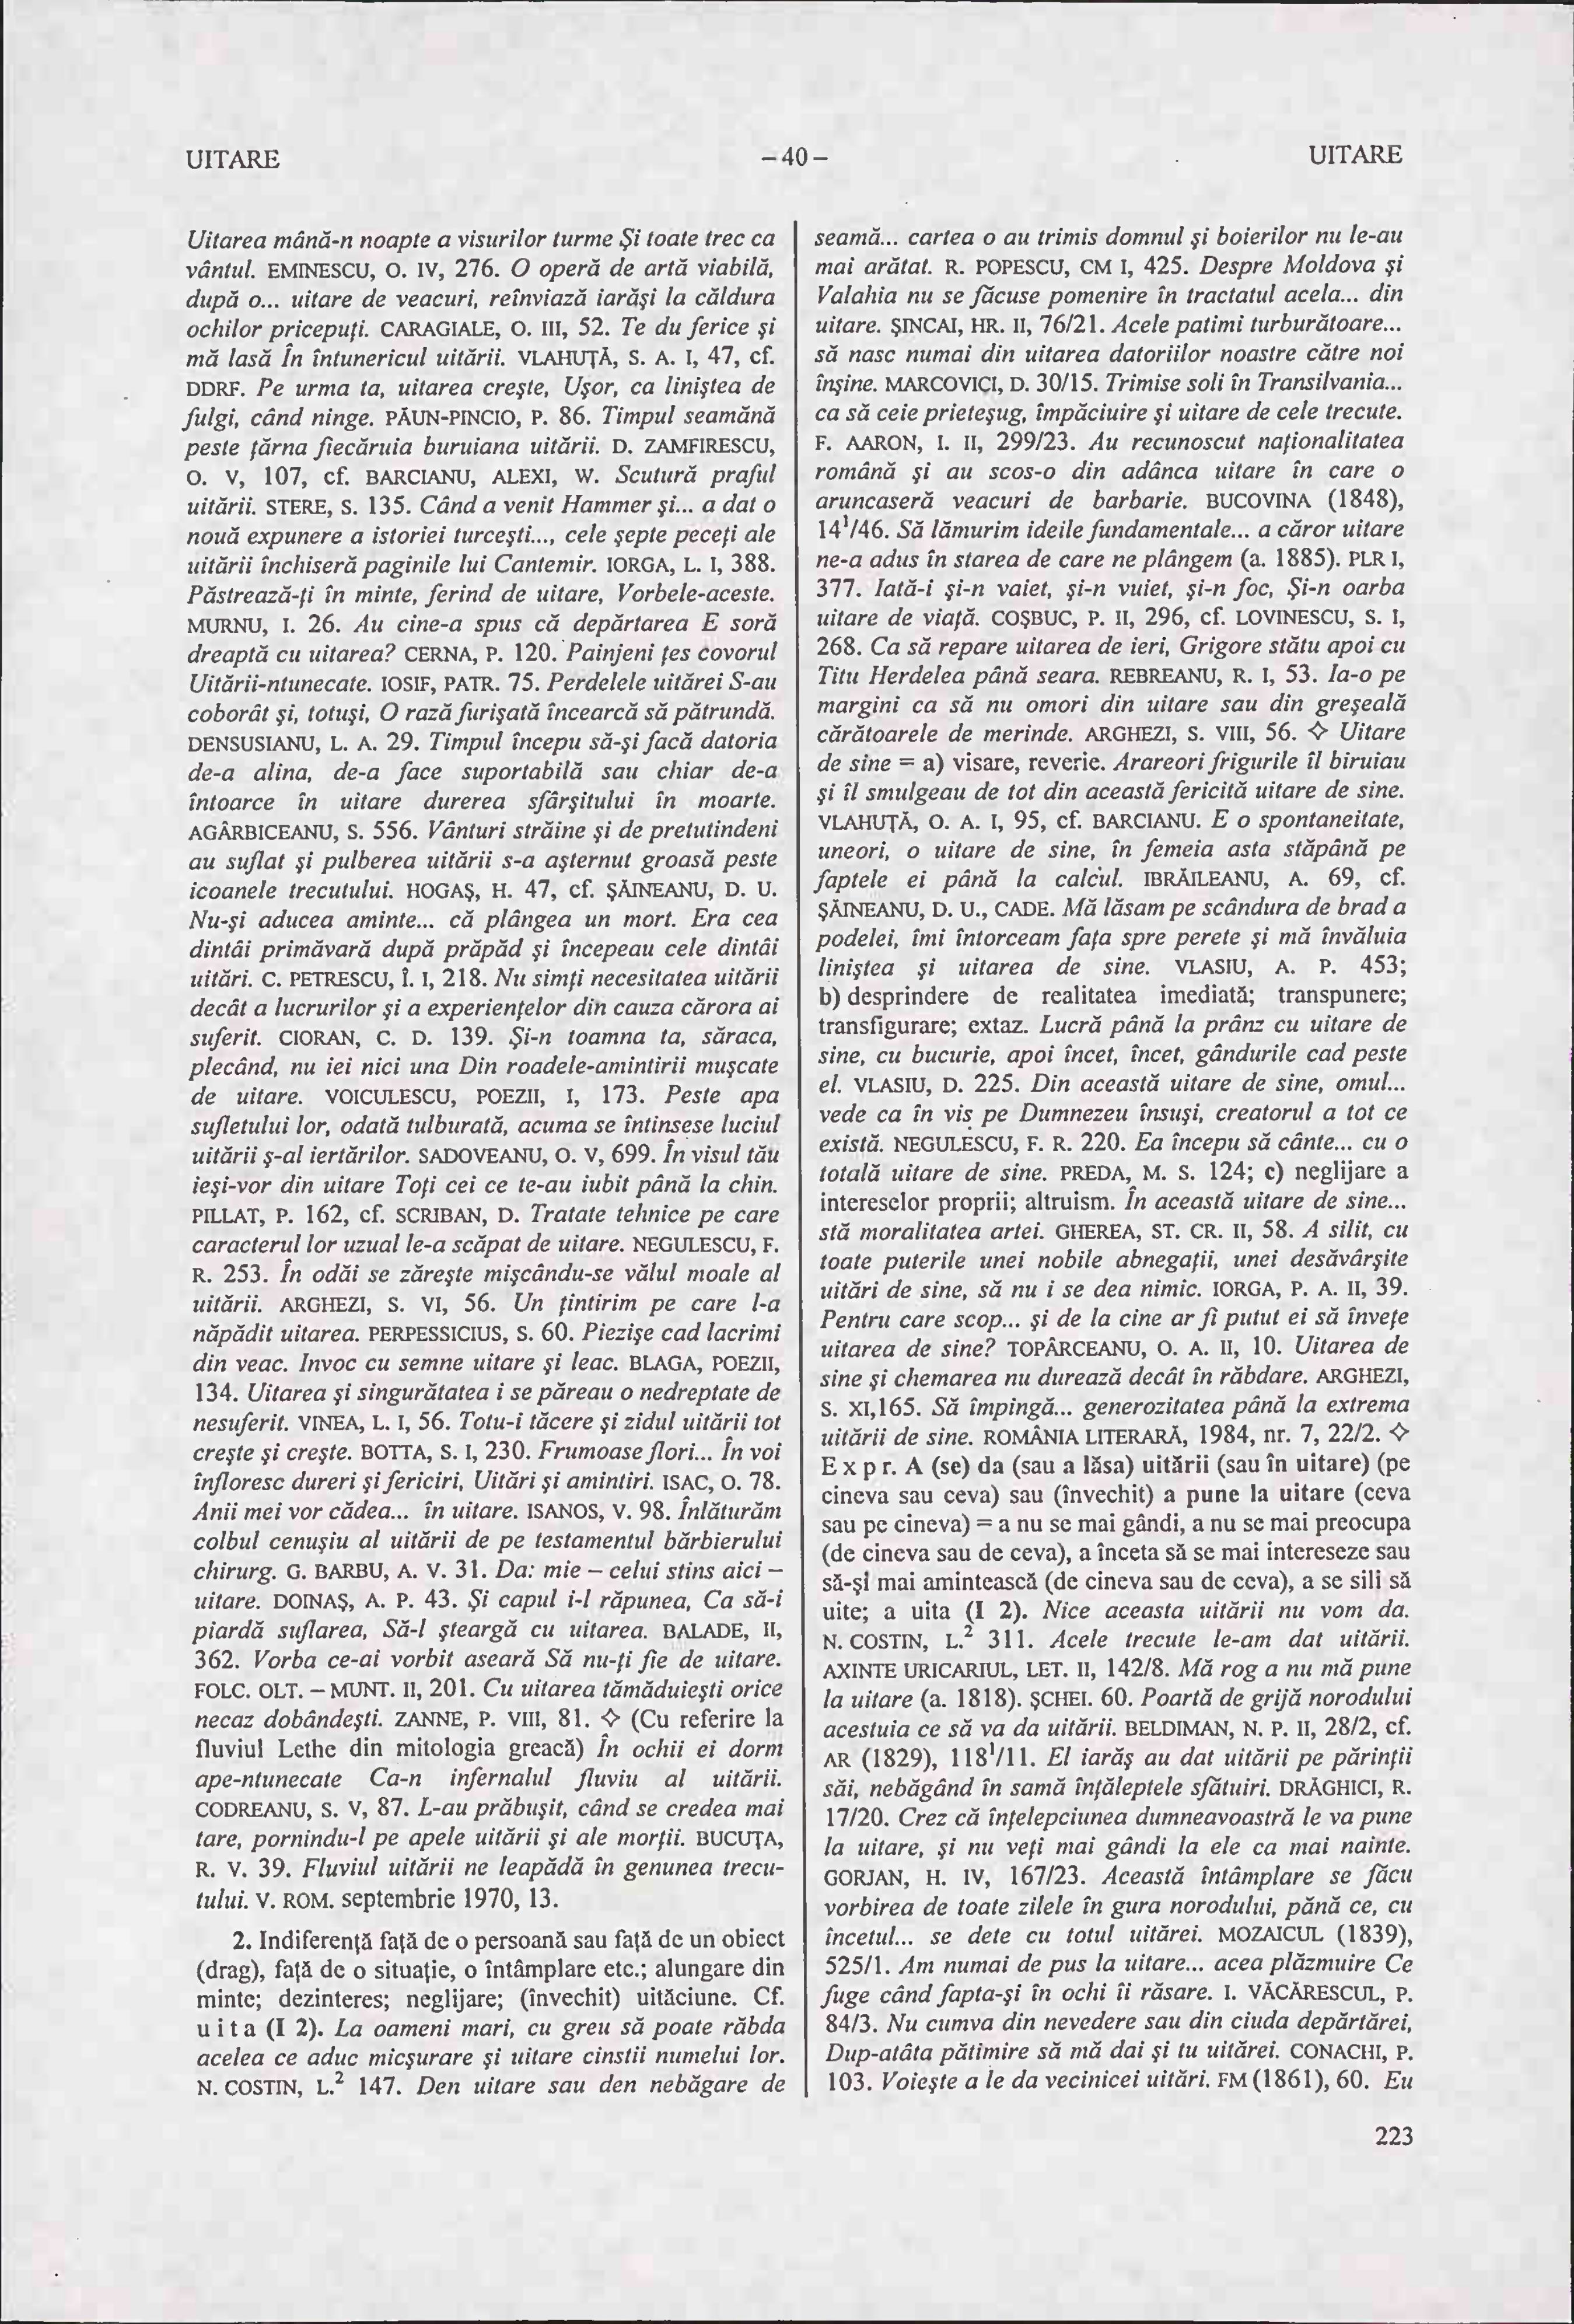 UITARE
– 40 –
UITARE
Uitarea mână-n noapte a visurilor turme Şi toate trec ca
vântul. EMINESCU, O. IV, 276. O operă de artă viabilă,
după o... uitare de veacuri, reînviază iarăşi la căldura
ochilor pricepuţi. CARAGIALE, O. III, 52. Te du ferice şi
mă lasă În întunericul uitării. VLAHUŢĂ, S. A. I, 47, cf.
DDRF. Pe urma ta, uitarea creşte, Uşor, ca liniştea de
fulgi, când ninge. PĂUN-PINCIO, P. 86. Timpul seamănă
peste ţărna fiecăruia buruiana uitării. D. ZAMFIRESCU,
O. V, 107, cf. BARCIANU, ALEXI, W. Scutură praful
uitării. STERE, S. 135. Când a venit Hammer şi... a dat o
nouă expunere a istoriei turceşti..., cele şepte peceţi ale
uitării închiseră paginile lui Cantemir. IORGA, L. I, 388.
Păstrează-ţi în minte, ferind de uitare, Vorbele-aceste.
MURNU, I. 26. Au cine-a spus că depărtarea E soră
dreaptă cu uitarea? CERNA, P. 120. Painjeni ţes covorul
Uitării-ntunecate. IOSIF, PATR. 75. Perdelele uitărei S-au
coborât şi, totuşi, O rază furişată încearcă să pătrundă.
DENSUSIANU, L. A. 29. Timpul începu să-şi facă datoria
de-a alina, de-a face suportabilă sau chiar de-a
întoarce în uitare durerea sfârşitului în moarte.
AGÂRBICEANU, S. 556. Vânturi străine şi de pretutindeni
au suflat şi pulberea uitării s-a aşternut groasă peste
icoanele trecutului. HOGAŞ, H. 47, cf. ŞĂINEANU, D. U.
Nu-şi aducea aminte... că plângea un mort. Era cea
dintâi primăvară după prăpăd şi începeau cele dintâi
uitări. C. PETRESCU, Î. I, 218. Nu simţi necesitatea uitării
decât a lucrurilor şi a experienţelor din cauza cărora ai
suferit. CIORAN, C. D. 139. Şi-n toamna ta, săraca,
plecând, nu iei nici una Din roadele-amintirii muşcate
de uitare. VOICULESCU, POEZII, I, 173. Peste apa
sufletului lor, odată tulburată, acuma se întinsese luciul
uitării ş-al iertărilor. SADOVEANU, O. V, 699. În visul tău
ieşi-vor din uitare Toţi cei ce te-au iubit până la chin.
PILLAT, P. 162, cf. SCRIBAN, D. Tratate tehnice pe care
caracterul lor uzual le-a scăpat de uitare. NEGULESCU, F.
R. 253. În odăi se zăreşte mişcându-se vălul moale al
uitării. ARGHEZI, S. VI, 56. Un ţintirim pe care l-a
năpădit uitarea. PERPESSICIUS, S. 60. Piezişe cad lacrimi
din veac. Invoc cu semne uitare şi leac. BLAGA, POEZII,
134. Uitarea şi singurătatea i se păreau o nedreptate de
nesuferit. VINEA, L. I, 56. Totu-i tăcere şi zidul uitării tot
creşte şi creşte. BOTTA, S. I, 230. Frumoase flori... În voi
înfloresc dureri şi fericiri, Uitări şi amintiri. ISAC, O. 78.
Anii mei vor cădea... în uitare. ISANOS, V. 98. Înlăturăm
colbul cenuşiu al uitării de pe testamentul bărbierului
chirurg. G. BARBU, A. V. 31. Da: mie – celui stins aici –
uitare. DOINAŞ, A. P. 43. Şi capul i-l răpunea, Ca să-i
piardă suflarea, Să-l şteargă cu uitarea. BALADE, II,
362. Vorba ce-ai vorbit aseară Să nu-ţi fie de uitare.
FOLC. OLT. – MUNT. II, 201. Cu uitarea tămăduieşti orice
necaz dobândeşti. ZANNE, P. VIII, 81. ◇ (Cu referire la
fluviul Lethe din mitologia greacă) În ochii ei dorm
ape-ntunecate Ca-n infernalul fluviu al uitării.
CODREANU, S. V, 87. L-au prăbuşit, când se credea mai
tare, pornindu-l pe apele uitării şi ale morţii. BUCUŢA,
R. V. 39. Fluviul uitării ne leapădă în genunea trecu-
tului. V. ROM. septembrie 1970, 13.
2. Indiferenţă faţă de o persoană sau faţă de un obiect
(drag), faţă de o situaţie, o întâmplare etc.; alungare din
minte; dezinteres; neglijare; (învechit) uităciune. Cf.
u i t a (I 2). La oameni mari, cu greu să poate răbda
acelea ce aduc micşurare şi uitare cinstii numelui lor.
N. COSTIN, L.² 147. Den uitare sau den nebăgare de
seamă... cartea o au trimis domnul şi boierilor nu le-au
mai arătat. R. POPESCU, CM I, 425. Despre Moldova şi
Valahia nu se făcuse pomenire în tractatul acela... din
uitare. ŞINCAI, HR. II, 76/21. Acele patimi turburătoare...
să nasc numai din uitarea datoriilor noastre către noi
înşine. MARCOVICI, D. 30/15. Trimise soli în Transilvania...
ca să ceie prieteşug, împăciuire şi uitare de cele trecute.
F. AARON, I. II, 299/23. Au recunoscut naţionalitatea
română şi au scos-o din adânca uitare în care o
aruncaseră veacuri de barbarie. BUCOVINA (1848),
14¹/46. Să lămurim ideile fundamentale... a căror uitare
ne-a adus în starea de care ne plângem (a. 1885). PLR I,
377. Iată-i şi-n vaiet, şi-n vuiet, şi-n foc, Şi-n oarba
uitare de viaţă. COŞBUC, P. II, 296, cf. LOVINESCU, S. I,
268. Ca să repare uitarea de ieri, Grigore stătu apoi cu
Titu Herdelea până seara. REBREANU, R. I, 53. Ia-o pe
margini ca să nu omori din uitare sau din greşeală
cărătoarele de merinde. ARGHEZI, S. VIII, 56. ◇ Uitare
de sine = a) visare, reverie. Arareori frigurile îl biruiau
şi îl smulgeau de tot din această fericită uitare de sine.
VLAHUŢĂ, O. A. I, 95, cf. BARCIANU. E o spontaneitate,
uneori, o uitare de sine, în femeia asta stăpână pe
faptele ei până la calcul. IBRĂILEANU, A. 69, cf.
ŞĂINEANU, D. U., CADE. Mă lăsam pe scândura de brad a
podelei, îmi întorceam faţa spre perete şi mă învăluia
liniştea şi uitarea de sine. VLASIU, A. P. 453;
b) desprindere de realitatea imediată; transpunere;
transfigurare; extaz. Lucră până la prânz cu uitare de
sine, cu bucurie, apoi încet, încet, gândurile cad peste
el. VLASIU, D. 225. Din această uitare de sine, omul...
vede ca în vis pe Dumnezeu însuşi, creatorul a tot ce
există. NEGULESCU, F. R. 220. Ea începu să cânte... cu o
totală uitare de sine. PREDA, M. S. 124; c) neglijare a
intereselor proprii; altruism. În această uitare de sine...
stă moralitatea artei. GHEREA, ST. CR. II, 58. A silit, cu
toate puterile unei nobile abnegaţii, unei desăvârşite
uitări de sine, să nu i se dea nimic. IORGA, P. A. II, 39.
Pentru care scop... şi de la cine ar fi putut ei să înveţe
uitarea de sine? TOPÂRCEANU, O. A. II, 10. Uitarea de
sine şi chemarea nu durează decât în răbdare. ARGHEZI,
S. XI,165. Să împingă... generozitatea până la extrema
uitării de sine. ROMÂNIA LITERARĂ, 1984, nr. 7, 22/2. ◇
E x p r. A (se) da (sau a lăsa) uitării (sau în uitare) (pe
cineva sau ceva) sau (învechit) a pune la uitare (ceva
sau pe cineva) = a nu se mai gândi, a nu se mai preocupa
(de cineva sau de ceva), a înceta să se mai intereseze sau
să-şi mai amintească (de cineva sau de ceva), a se sili să
uite; a uita (I 2). Nice aceasta uitării nu vom da.
N. COSTIN, L.² 311. Acele trecute le-am dat uitării.
AXINTE URICARIUL, LET. II, 142/8. Mă rog a nu mă pune
la uitare (a. 1818). ŞCHEI. 60. Poartă de grijă norodului
acestuia ce să va da uitării. BELDIMAN, N. P. II, 28/2, cf.
AR (1829), 118¹/11. El iarăş au dat uitării pe părinţii
săi, nebăgând în samă înţăleptele sfătuiri. DRĂGHICI, R.
17/20. Crez că înţelepciunea dumneavoastră le va pune
la uitare, şi nu veţi mai gândi la ele ca mai nainte.
GORJAN, H. IV, 167/23. Această întâmplare se făcu
vorbirea de toate zilele în gura norodului, până ce, cu
încetul... se dete cu totul uitărei. MOZAICUL (1839),
525/1. Am numai de pus la uitare... acea plăzmuire Ce
fuge când fapta-şi în ochi îi răsare. I. VĂCĂRESCUL, P.
84/3. Nu cumva din nevedere sau din ciuda depărtărei,
Dup-atâta pătimire să mă dai şi tu uitărei. CONACHI, P.
103. Voieşte a le da vecinicei uitări. FM (1861), 60. Eu
223